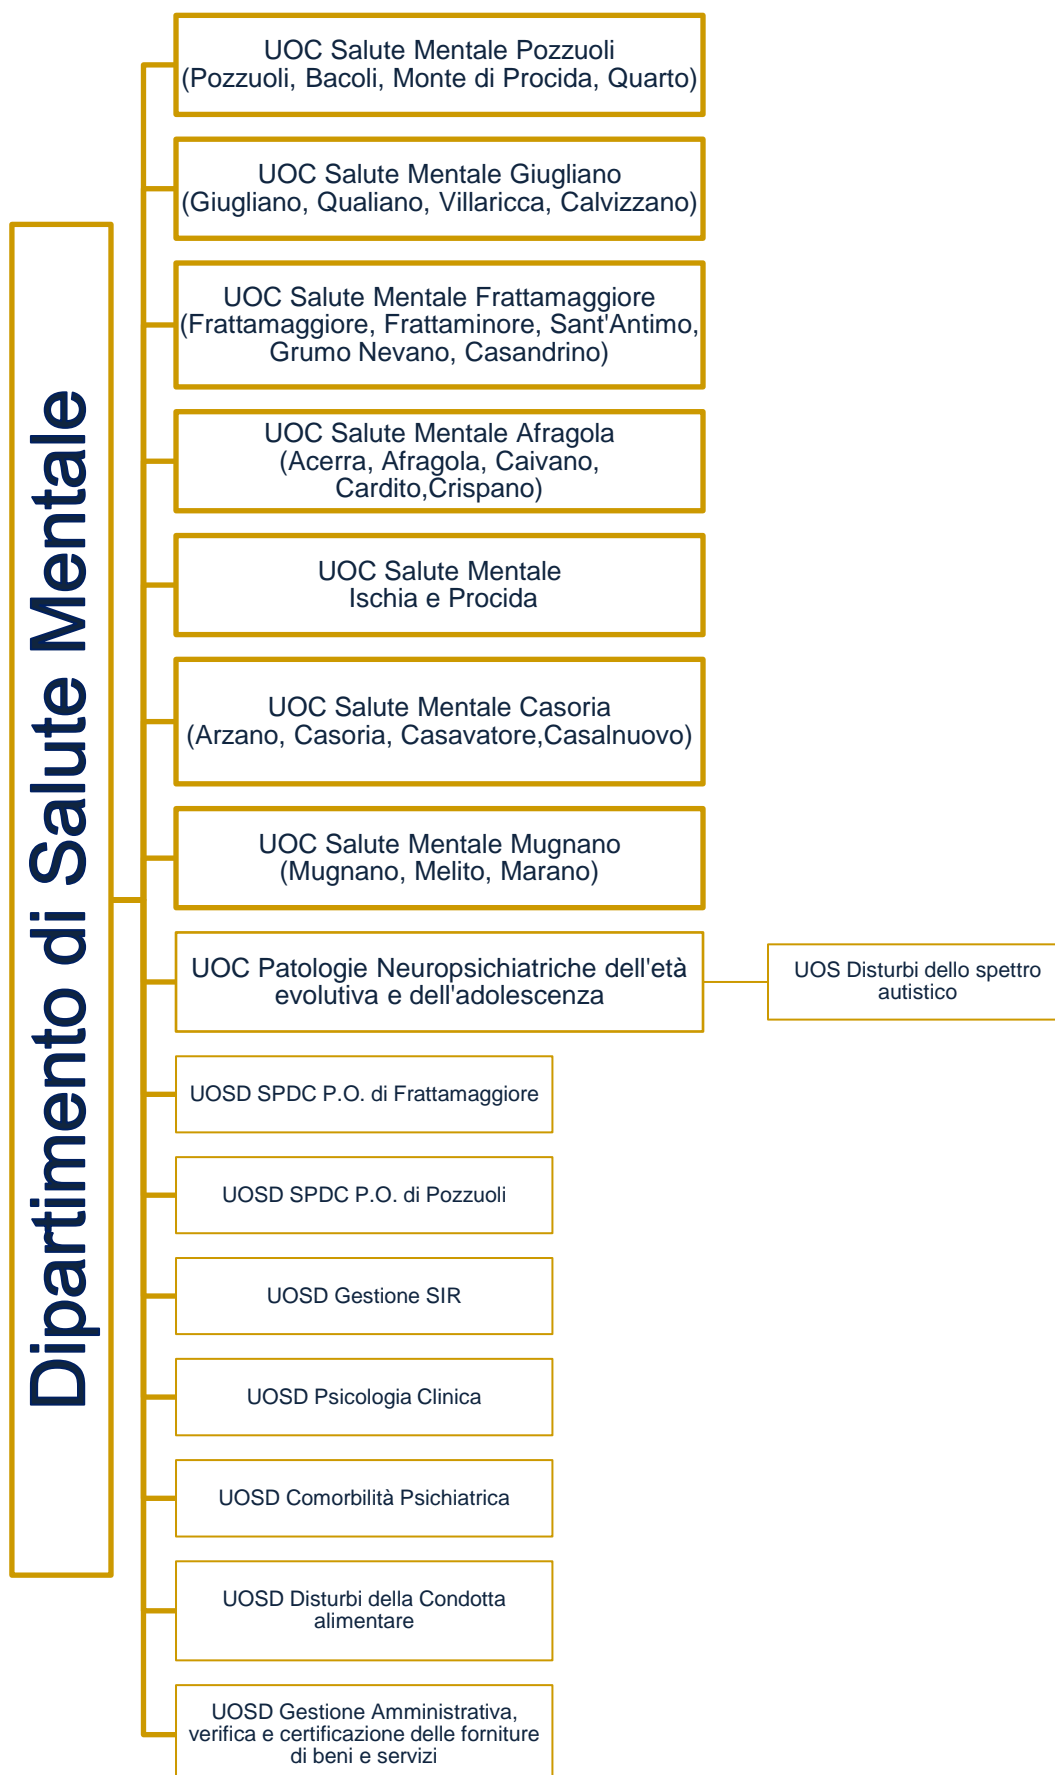 Dipartimento di Salute Mentale
UOC Salute Mentale Pozzuoli
(Pozzuoli, Bacoli, Monte di Procida, Quarto)
UOC Salute Mentale Giugliano
(Giugliano, Qualiano, Villaricca, Calvizzano)
UOC Salute Mentale Frattamaggiore
(Frattamaggiore, Frattaminore, Sant'Antimo,
Grumo Nevano, Casandrino)
UOC Salute Mentale Afragola
(Acerra, Afragola, Caivano,
Cardito,Crispano)
UOC Salute Mentale
Ischia e Procida
UOC Salute Mentale Casoria
(Arzano, Casoria, Casavatore,Casalnuovo)
UOC Salute Mentale Mugnano
(Mugnano, Melito, Marano)
UOC Patologie Neuropsichiatriche dell'età
evolutiva e dell'adolescenza
UOS Disturbi dello spettro
autistico
UOSD SPDC P.O. di Frattamaggiore
UOSD SPDC P.O. di Pozzuoli
UOSD Gestione SIR
UOSD Psicologia Clinica
UOSD Comorbilità Psichiatrica
UOSD Disturbi della Condotta
alimentare
UOSD Gestione Amministrativa,
verifica e certificazione delle forniture
di beni e servizi